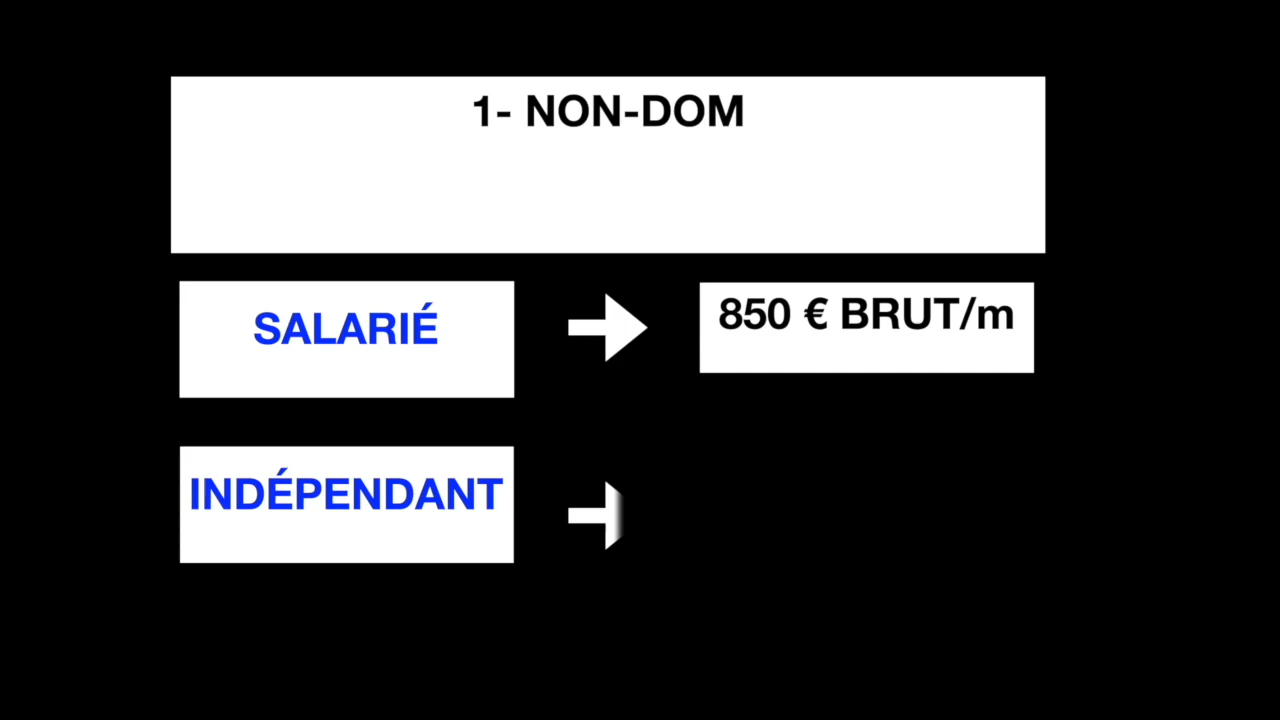 1- NON-DOM
SALARIÉ
850 € BRUT/m
INDÉPENDANT